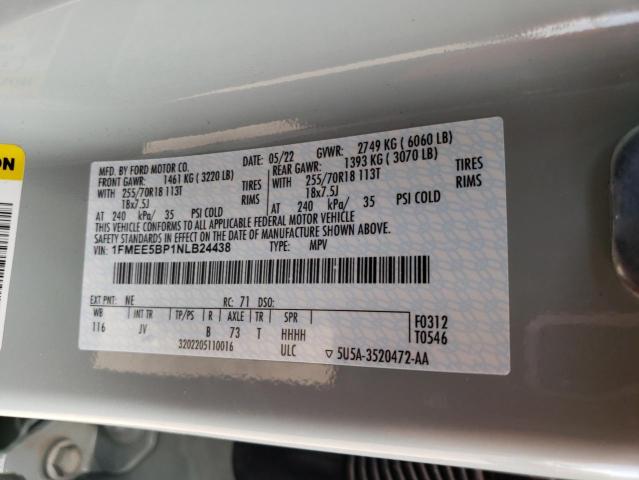 ON
MFD. BY FORD MOTOR CO. 05/22 GVWR: 2749 KG ( 6060 LB)
FRONT GAWR: 1461 KG ( 3220 LB) REAR GAWR: 1393 KG ( 3070 LB)
WITH 255/70R18 113T TIRES WITH 255/70R18 113T TIRES
18x7.5J RIMS 18x7.5J RIMS
AT 240 kPa/ 35 PSI COLD AT 240 kPa/ 35 PSI COLD
THIS VEHICLE CONFORMS TO ALL APPLICABLE FEDERAL MOTOR VEHICLE
SAFETY STANDARDS IN EFFECT ON THE DATE OF MANUFACTURE SHOWN ABOVE.
VIN: 1FMEE5BP1NLB24438 TYPE: MPV
EXT PNT: NE RC: 71 DSO:
WB INT TR TP/PS R AXLE TR SPR
116 JV B 73 T HHHH
F0312
T0546
3202205110016 ULC ▽ 5U5A-3520472-AA